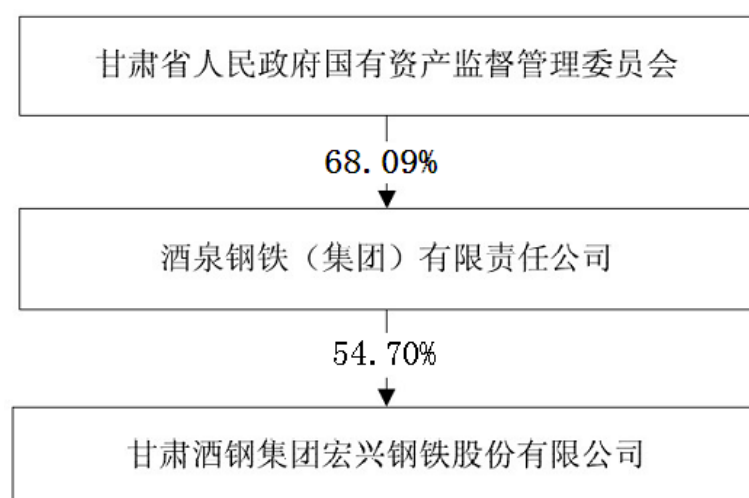 甘肃省人民政府国有资产监督管理委员会
68.09%
酒泉钢铁（集团）有限责任公司
54.70%
甘肃酒钢集团宏兴钢铁股份有限公司